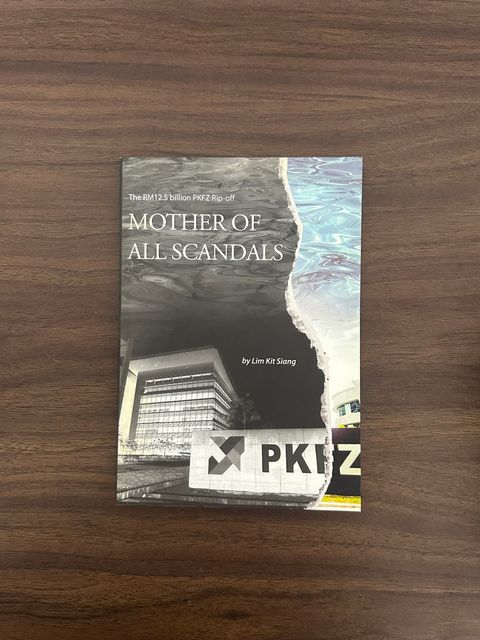 The RM12.5 billion PKFZ Rip-off
MOTHER OF
ALL SCANDALS
by Lim Kit Siang
PKFZ